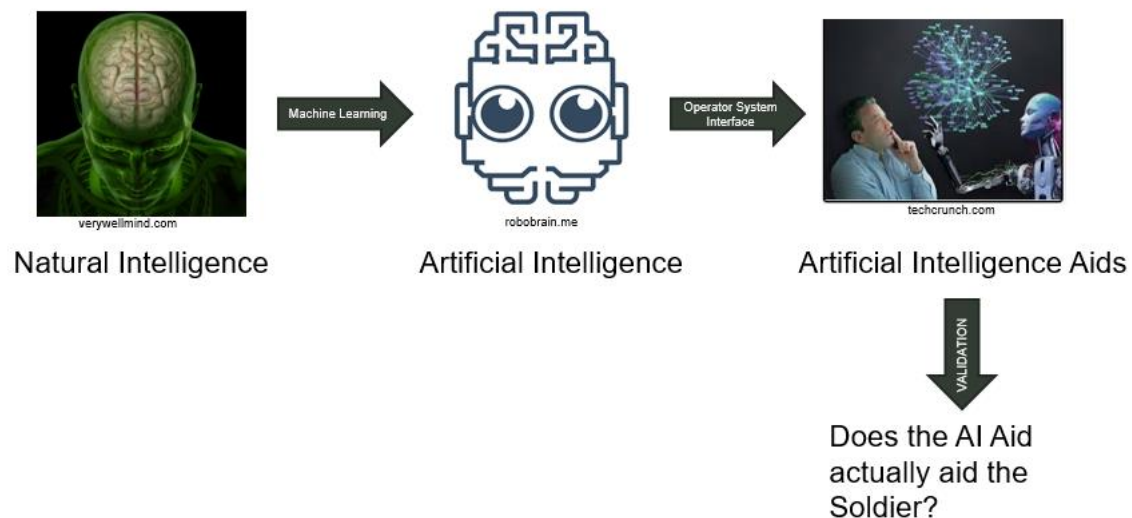 Machine Learning
Operator System
Interface
verywellmind.com
robobrain.me
techcrunch.com
Natural Intelligence
Artificial Intelligence
Artificial Intelligence Aids
VALIDATION
Does the AI Aid
actually aid the
Soldier?